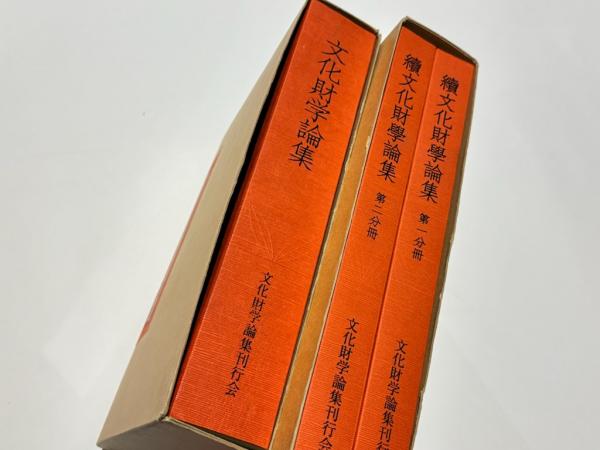 文化財学論集
文化財学論集刊行会
續文化財學論集
第二分冊
文化財学論集刊行会
續文化財學論集
第一分冊
文化財学論集刊行